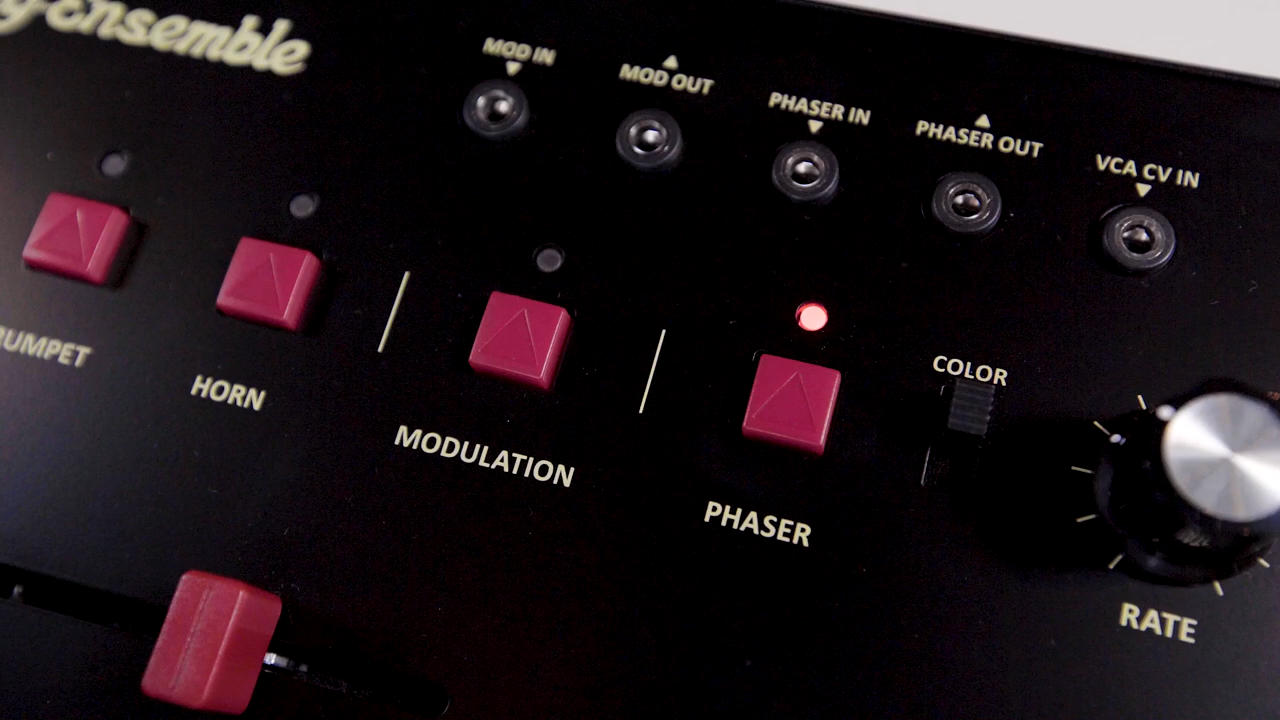 ensemble
MOD IN
MOD OUT
PHASER IN
PHASER OUT
VCA CV IN
RUMPET
HORN
MODULATION
PHASER
COLOR
RATE